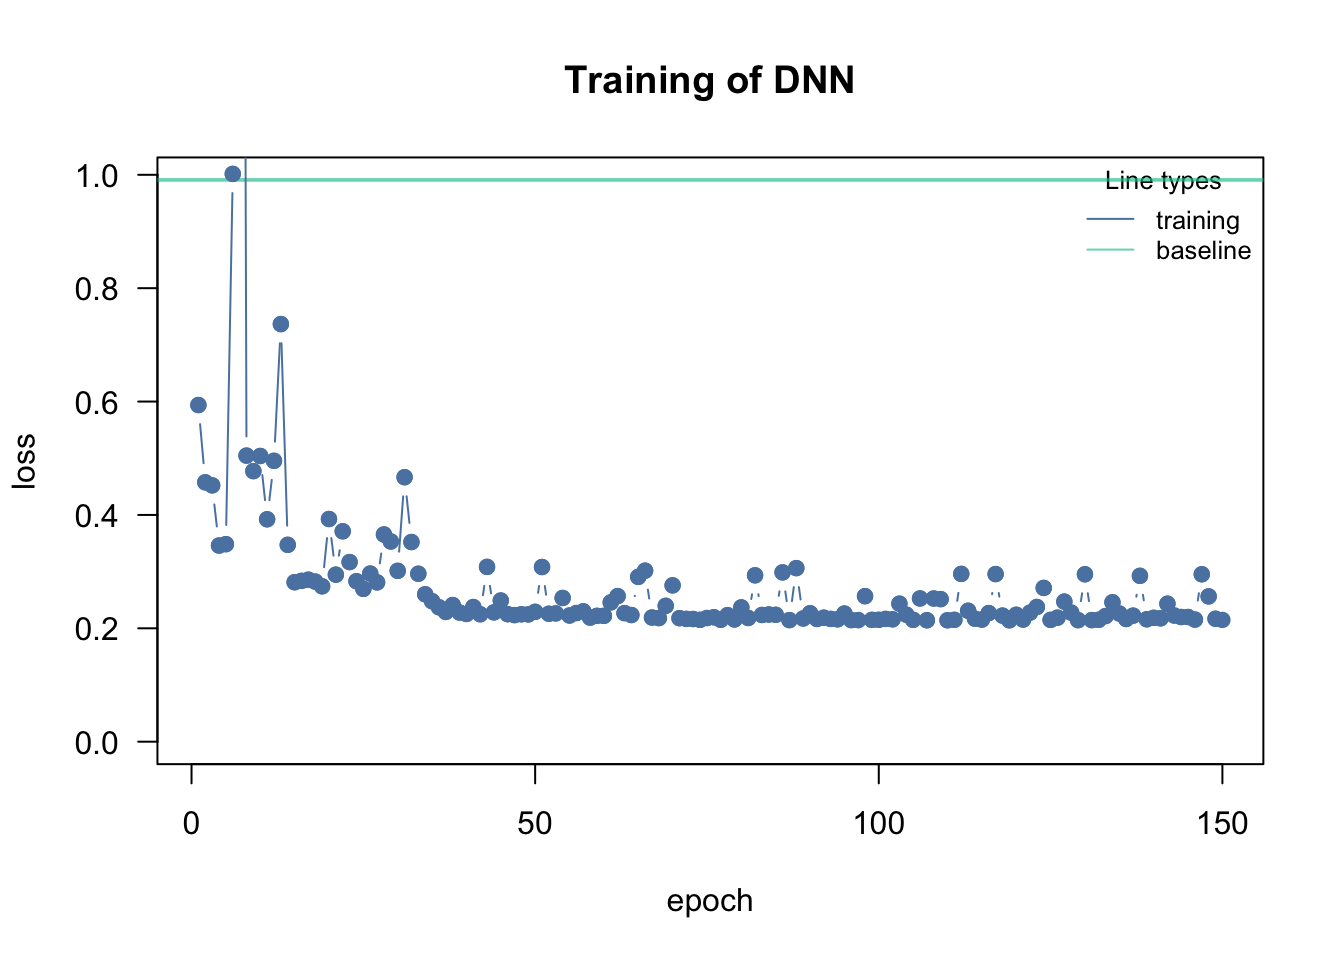 Training of DNN
1.0
0.8
0.6
0.4
0.2
0.0
loss
Line types
training
baseline
0 50 100 150
epoch